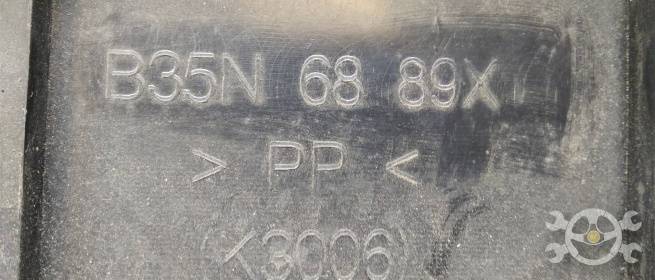 B35N 68 89X
> PP <
(K3006)